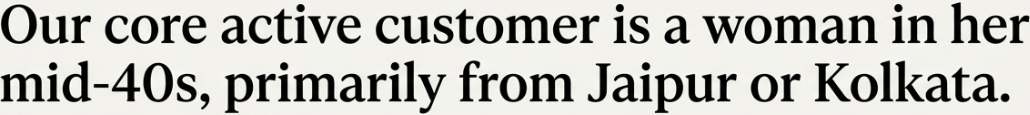 Our core active customer is a woman in her
mid-40s, primarily from Jaipur or Kolkata.